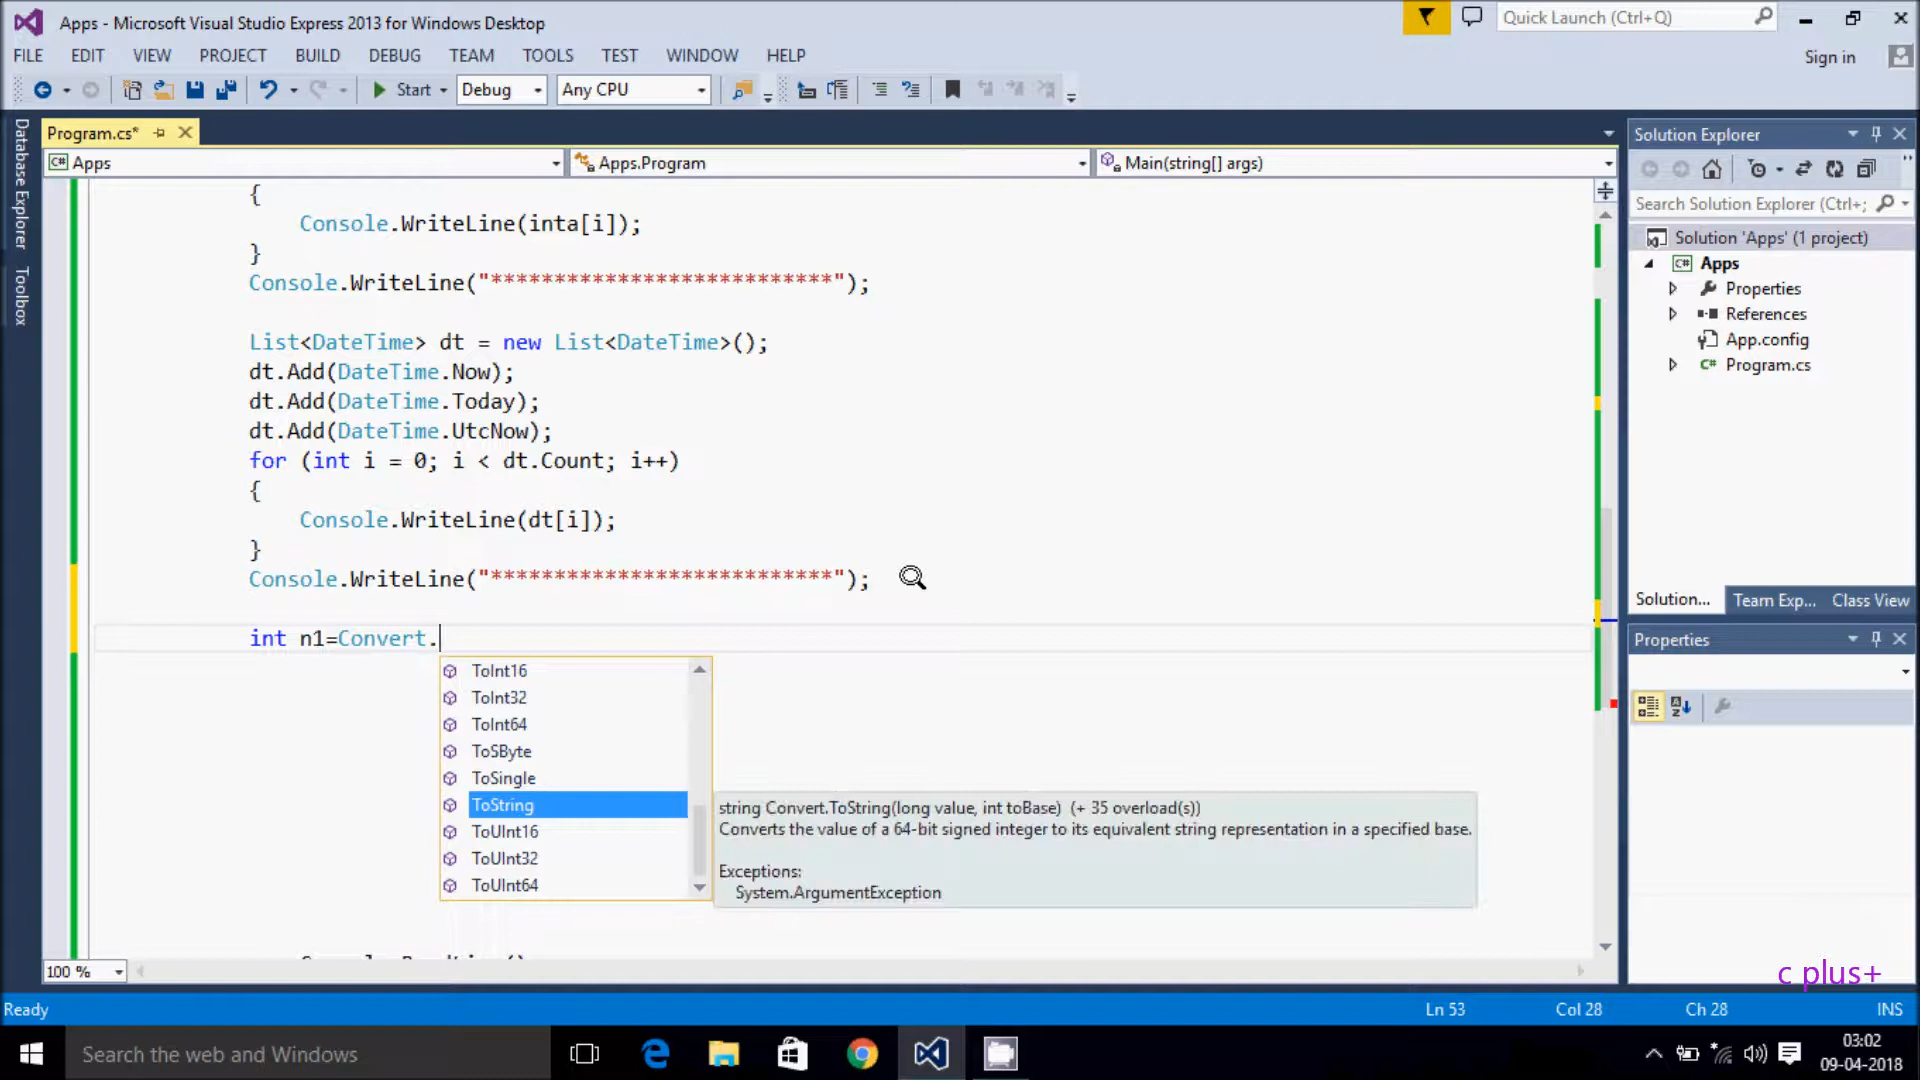 Apps - Microsoft Visual Studio Express 2013 for Windows Desktop
Quick Launch (Ctrl+Q)
FILE EDIT VIEW PROJECT BUILD DEBUG TEAM TOOLS TEST WINDOW HELP
Sign in
Start Debug Any CPU
Database Explorer
Toolbox
Program.cs*
Apps Apps.Program Main(string[] args)
{
Console.WriteLine(inta[i]);
}
Console.WriteLine("***************************");
List<DateTime> dt = new List<DateTime>();
dt.Add(DateTime.Now);
dt.Add(DateTime.Today);
dt.Add(DateTime.UtcNow);
for (int i = 0; i < dt.Count; i++)
{
Console.WriteLine(dt[i]);
}
Console.WriteLine("***************************");
int n1=Convert.
ToInt16
ToInt32
ToInt64
ToSByte
ToSingle
ToString
ToUInt16
ToUInt32
ToUInt64
string Convert.ToString(long value, int toBase) (+ 35 overload(s))
Converts the value of a 64-bit signed integer to its equivalent string representation in a specified base.
Exceptions:
System.ArgumentException
100 %
Solution Explorer
Search Solution Explorer (Ctrl+;
Solution 'Apps' (1 project)
Apps
Properties
References
App.config
Program.cs
Solution... Team Exp... Class View
Properties
c plus+
Ready Ln 53 Col 28 Ch 28 INS
Search the web and Windows
03:02
09-04-2018